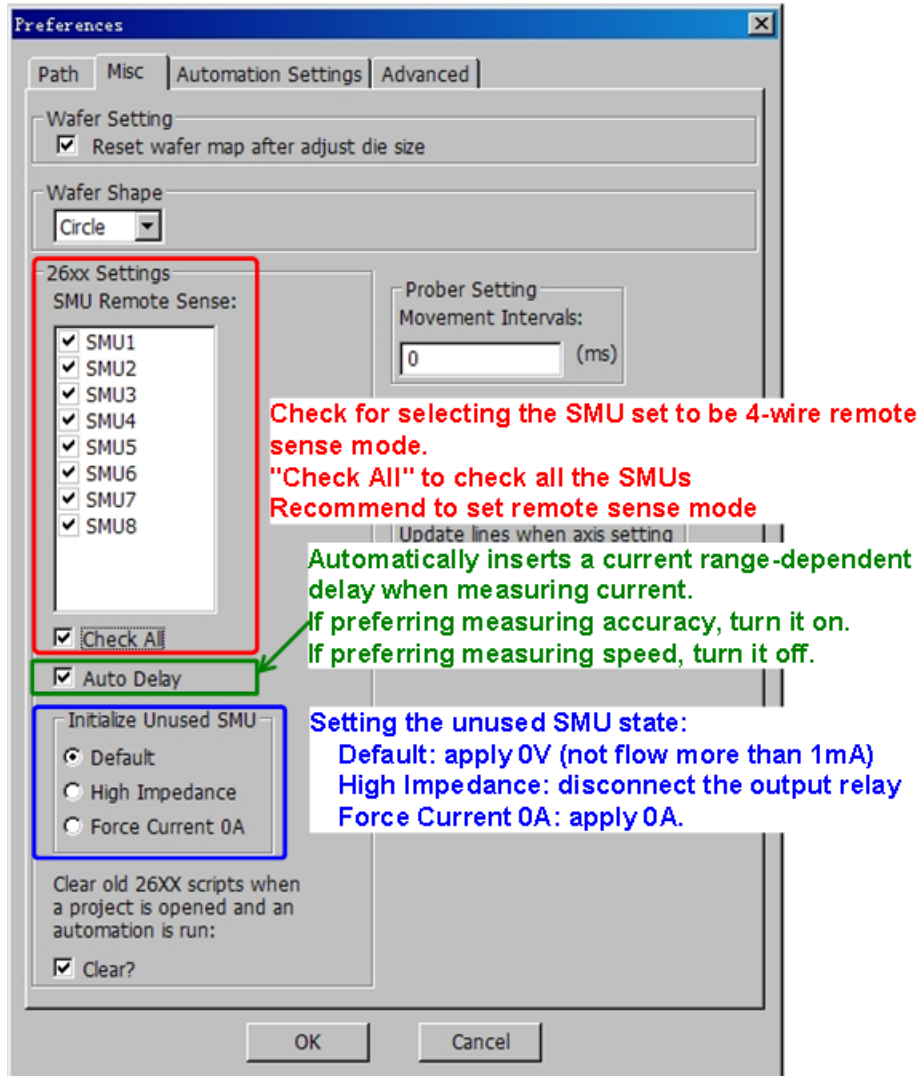 Preferences
Path Misc Automation Settings Advanced
Wafer Setting
Reset wafer map after adjust die size
Wafer Shape
Circle
26xx Settings
SMU Remote Sense:
SMU1
SMU2
SMU3
SMU4
SMU5
SMU6
SMU7
SMU8
Check All
Prober Setting
Movement Intervals:
0 (ms)
Check for selecting the SMU set to be 4-wire remote
sense mode.
"Check All" to check all the SMUs
Recommend to set remote sense mode
Update lines when axis setting
Automatically inserts a current range-dependent
delay when measuring current.
If preferring measuring accuracy, turn it on.
If preferring measuring speed, turn it off.
Auto Delay
Initialize Unused SMU
Default
High Impedance
Force Current 0A
Setting the unused SMU state:
Default: apply 0V (not flow more than 1mA)
High Impedance: disconnect the output relay
Force Current 0A: apply 0A.
Clear old 26XX scripts when
a project is opened and an
automation is run:
Clear?
OK Cancel